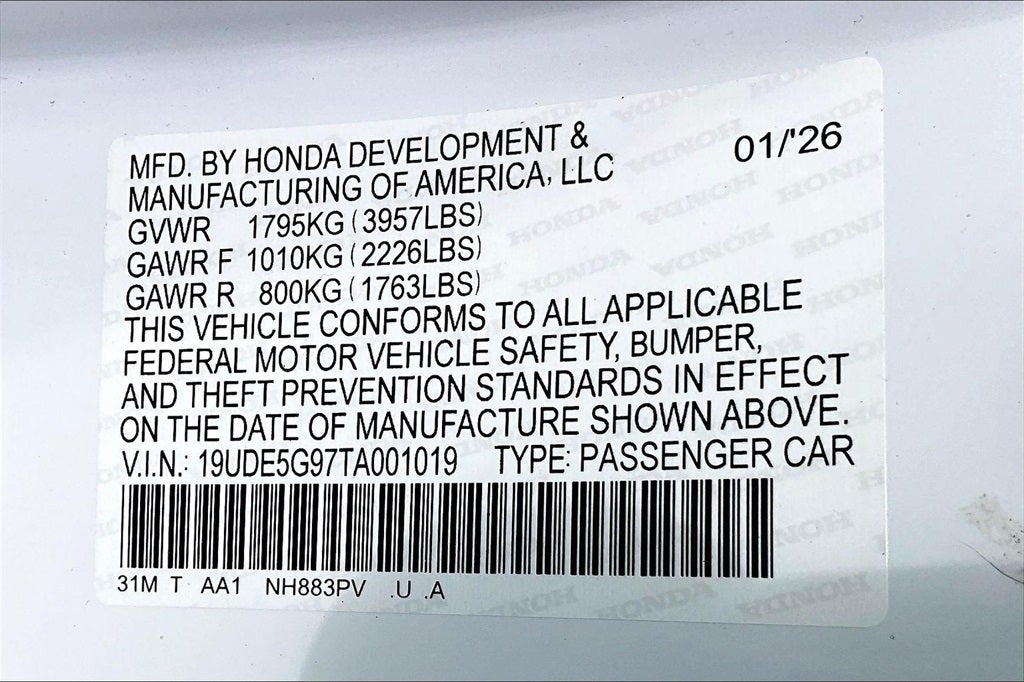 MFD. BY HONDA DEVELOPMENT &
MANUFACTURING OF AMERICA, LLC
01/'26
GVWR 1795KG (3957LBS)
GAWR F 1010KG (2226LBS)
GAWR R 800KG (1763LBS)
THIS VEHICLE CONFORMS TO ALL APPLICABLE
FEDERAL MOTOR VEHICLE SAFETY, BUMPER,
AND THEFT PREVENTION STANDARDS IN EFFECT
ON THE DATE OF MANUFACTURE SHOWN ABOVE.
V.I.N.: 19UDE5G97TA001019 TYPE: PASSENGER CAR
31M T AA1 NH883PV .U .A